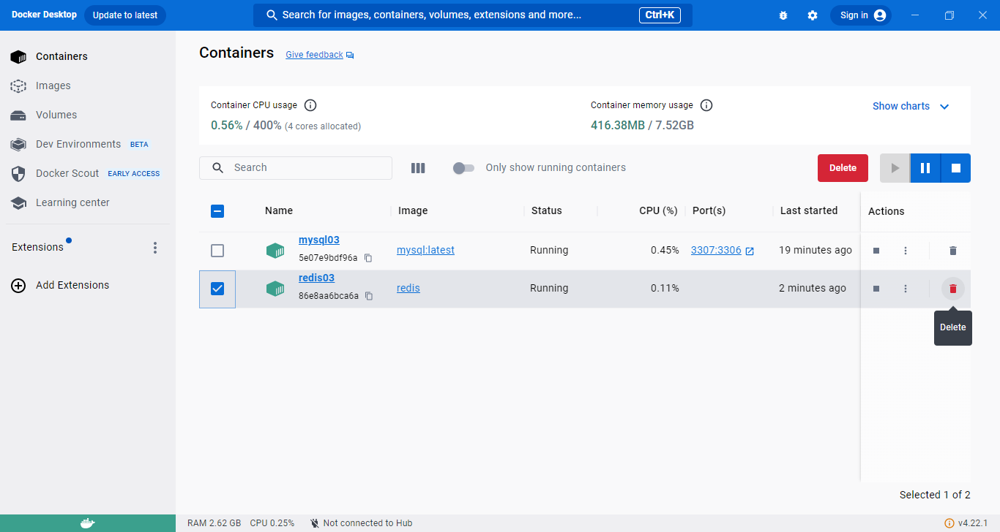 Docker Desktop Update to latest Search for images, containers, volumes, extensions and more... Ctrl+K Sign in
Containers
Images
Volumes
Dev Environments BETA
Docker Scout EARLY ACCESS
Learning center
Extensions
Add Extensions
Containers Give feedback
Container CPU usage
0.56% / 400% (4 cores allocated)
Container memory usage
416.38MB / 7.52GB
Show charts
Search Only show running containers Delete
Name Image Status CPU (%) Port(s) Last started Actions
mysql03
5e07e9bdf96a
mysql:latest Running 0.45% 3307:3306 19 minutes ago
redis03
86e8aa6bca6a
redis Running 0.11% 2 minutes ago
Delete
Selected 1 of 2
RAM 2.62 GB CPU 0.25% Not connected to Hub v4.22.1